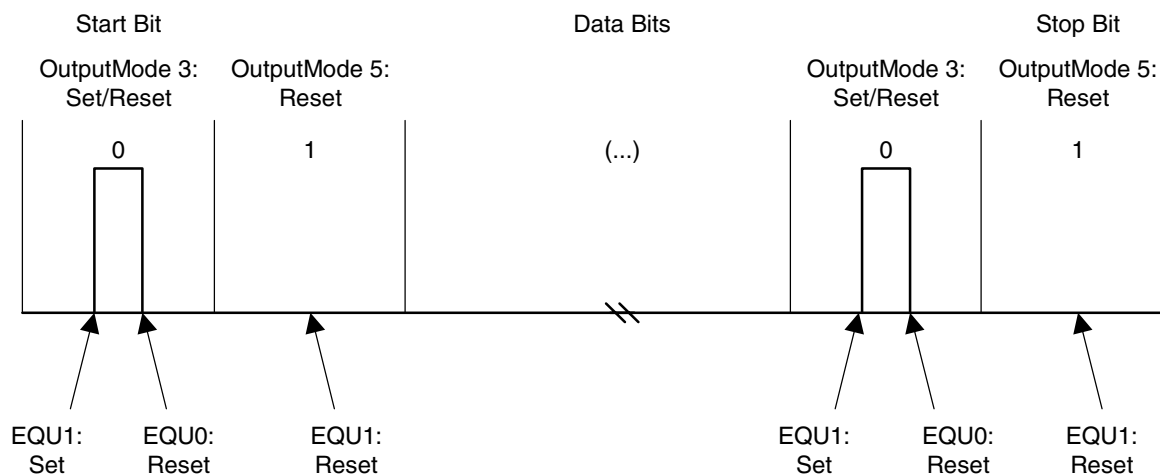 Start Bit
Data Bits
Stop Bit
OutputMode 3:
Set/Reset
OutputMode 5:
Reset
OutputMode 3:
Set/Reset
OutputMode 5:
Reset
0
1
(...)
0
1
EQU1:
Set
EQU0:
Reset
EQU1:
Reset
EQU1:
Set
EQU0:
Reset
EQU1:
Reset